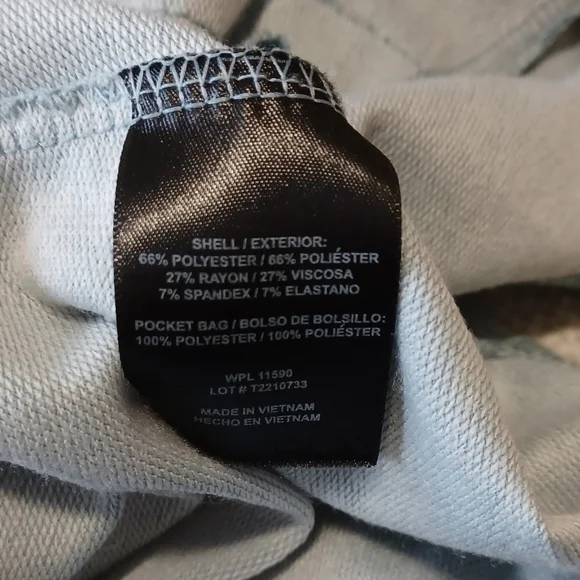 SHELL / EXTERIOR:
66% POLYESTER / 66% POLIÉSTER
27% RAYON / 27% VISCOSA
7% SPANDEX / 7% ELASTANO
POCKET BAG / BOLSO DE BOLSILLO:
100% POLYESTER / 100% POLIÉSTER
WPL 11590
LOT # T2210733
MADE IN VIETNAM
HECHO EN VIETNAM